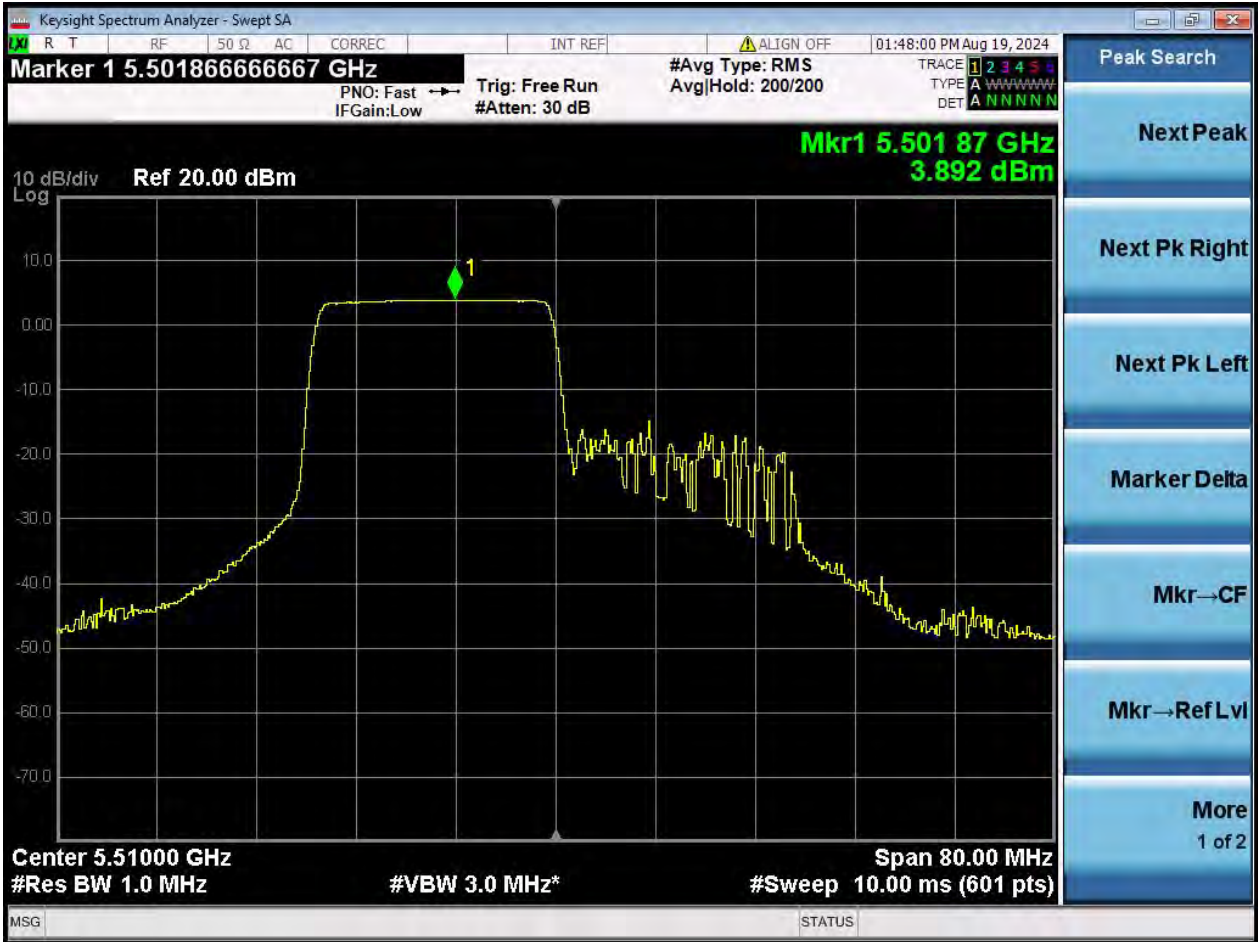 Keysight Spectrum Analyzer - Swept SA
LXI R T RF 50 Ω AC CORREC INT REF ALIGN OFF 01:48:00 PM Aug 19, 2024
Marker 1 5.501866666667 GHz
PNO: Fast
IFGain:Low
Trig: Free Run
#Atten: 30 dB
#Avg Type: RMS
Avg|Hold: 200/200
TRACE 1 2 3 4 5 6
TYPE A WWWWW
DET A N N N N N
Mkr1 5.501 87 GHz
3.892 dBm
10 dB/div
Log
Ref 20.00 dBm
1
10.0
0.00
-10.0
-20.0
-30.0
-40.0
-50.0
-60.0
-70.0
Center 5.51000 GHz
Span 80.00 MHz
#Res BW 1.0 MHz
#VBW 3.0 MHz*
#Sweep 10.00 ms (601 pts)
MSG
STATUS
Peak Search
Next Peak
Next Pk Right
Next Pk Left
Marker Delta
Mkr→CF
Mkr→Ref Lvl
More
1 of 2